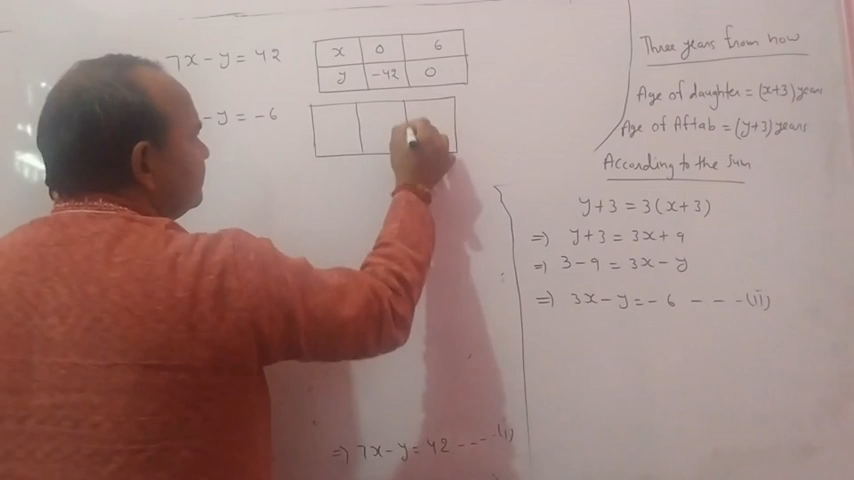 7x - y = 42
x 0 6
y -42 0
- y = -6
Three years from now
Age of daughter = (x+3) years
Age of Aftab = (y+3) years
According to the sum
y+3 = 3(x+3)
=) y+3 = 3x+9
=) 3-9 = 3x-y
=) 3x-y = -6 - - - (ii)
=) 7x-y = 42 - - - - (i)